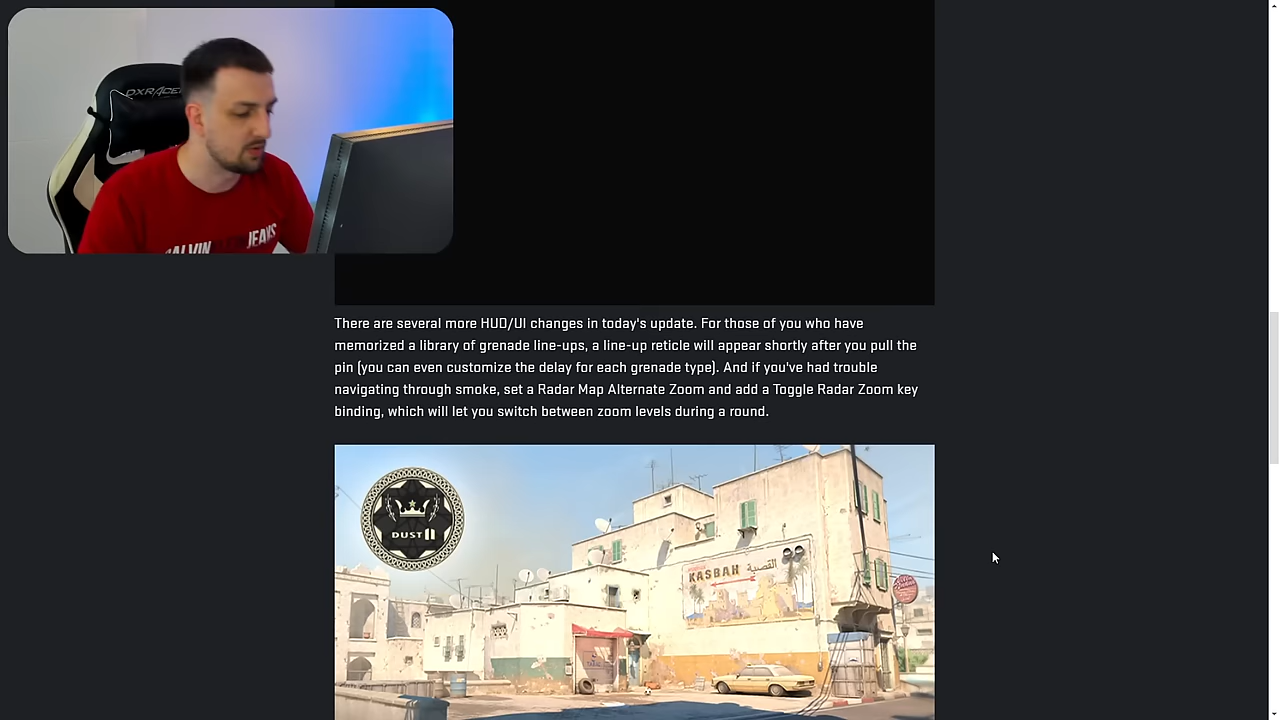 DXRACER
CALVIN JEANS
There are several more HUD/UI changes in today's update. For those of you who have
memorized a library of grenade line-ups, a line-up reticle will appear shortly after you pull the
pin (you can even customize the delay for each grenade type). And if you've had trouble
navigating through smoke, set a Radar Map Alternate Zoom and add a Toggle Radar Zoom key
binding, which will let you switch between zoom levels during a round.
DUST II
KASBAH القصبة